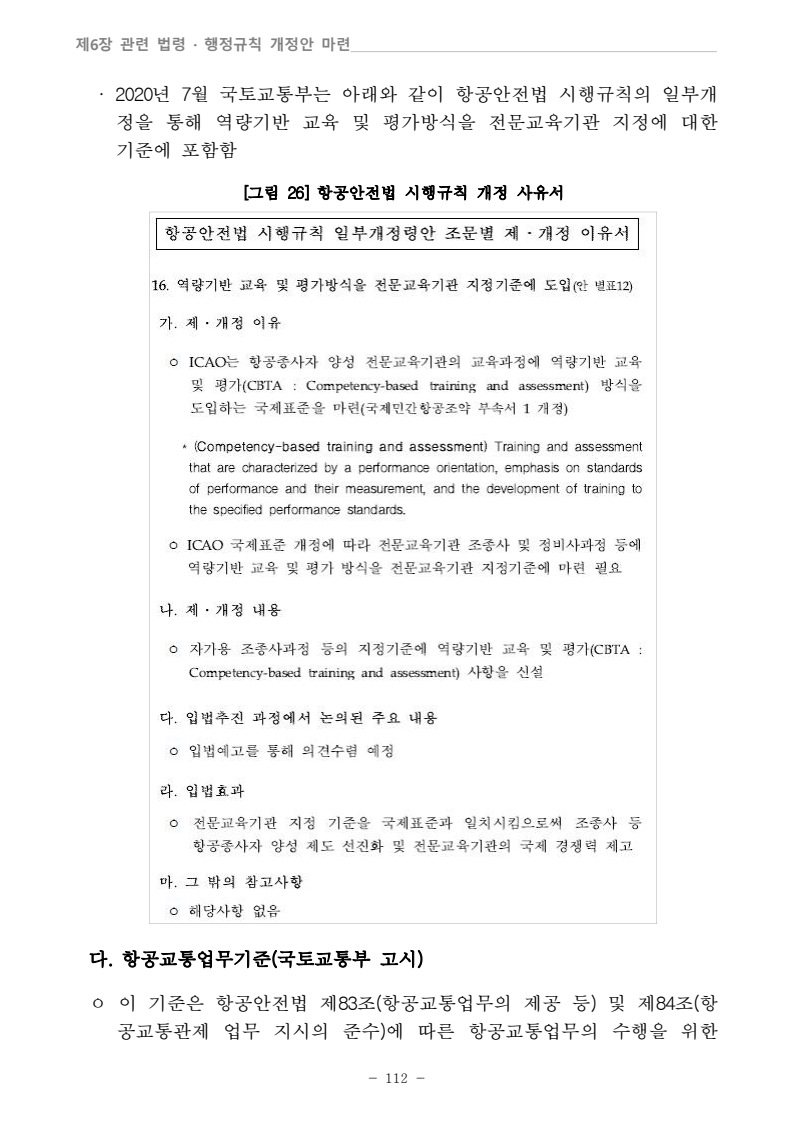 제6장 관련 법령 · 행정규칙 개정안 마련
· 2020년 7월 국토교통부는 아래와 같이 항공안전법 시행규칙의 일부개
정을 통해 역량기반 교육 및 평가방식을 전문교육기관 지정에 대한
기준에 포함함
[그림 26] 항공안전법 시행규칙 개정 사유서
항공안전법 시행규칙 일부개정령안 조문별 제·개정 이유서
16. 역량기반 교육 및 평가방식을 전문교육기관 지정기준에 도입(안 별표12)
가. 제·개정 이유
ㅇ ICAO는 항공종사자 양성 전문교육기관의 교육과정에 역량기반 교육
및 평가(CBTA : Competency-based training and assessment) 방식을
도입하는 국제표준을 마련(국제민간항공조약 부속서 1 개정)
* (Competency-based training and assessment) Training and assessment
that are characterized by a performance orientation, emphasis on standards
of performance and their measurement, and the development of training to
the specified performance standards.
ㅇ ICAO 국제표준 개정에 따라 전문교육기관 조종사 및 정비사과정 등에
역량기반 교육 및 평가 방식을 전문교육기관 지정기준에 마련 필요
나. 제·개정 내용
ㅇ 자가용 조종사과정 등의 지정기준에 역량기반 교육 및 평가(CBTA :
Competency-based training and assessment) 사항을 신설
다. 입법추진 과정에서 논의된 주요 내용
ㅇ 입법예고를 통해 의견수렴 예정
라. 입법효과
ㅇ 전문교육기관 지정 기준을 국제표준과 일치시킴으로써 조종사 등
항공종사자 양성 제도 선진화 및 전문교육기관의 국제 경쟁력 제고
마. 그 밖의 참고사항
ㅇ 해당사항 없음
다. 항공교통업무기준(국토교통부 고시)
ㅇ 이 기준은 항공안전법 제83조(항공교통업무의 제공 등) 및 제84조(항
공교통관제 업무 지시의 준수)에 따른 항공교통업무의 수행을 위한
- 112 -